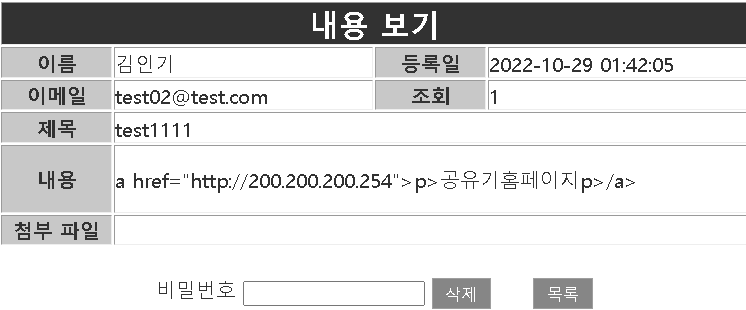 내용 보기
이름 김인기 등록일 2022-10-29 01:42:05
이메일 test02@test.com 조회 1
제목 test1111
내용 a href="http://200.200.200.254">p>공유기홈페이지p>/a>
첨부 파일
비밀번호 삭제 목록